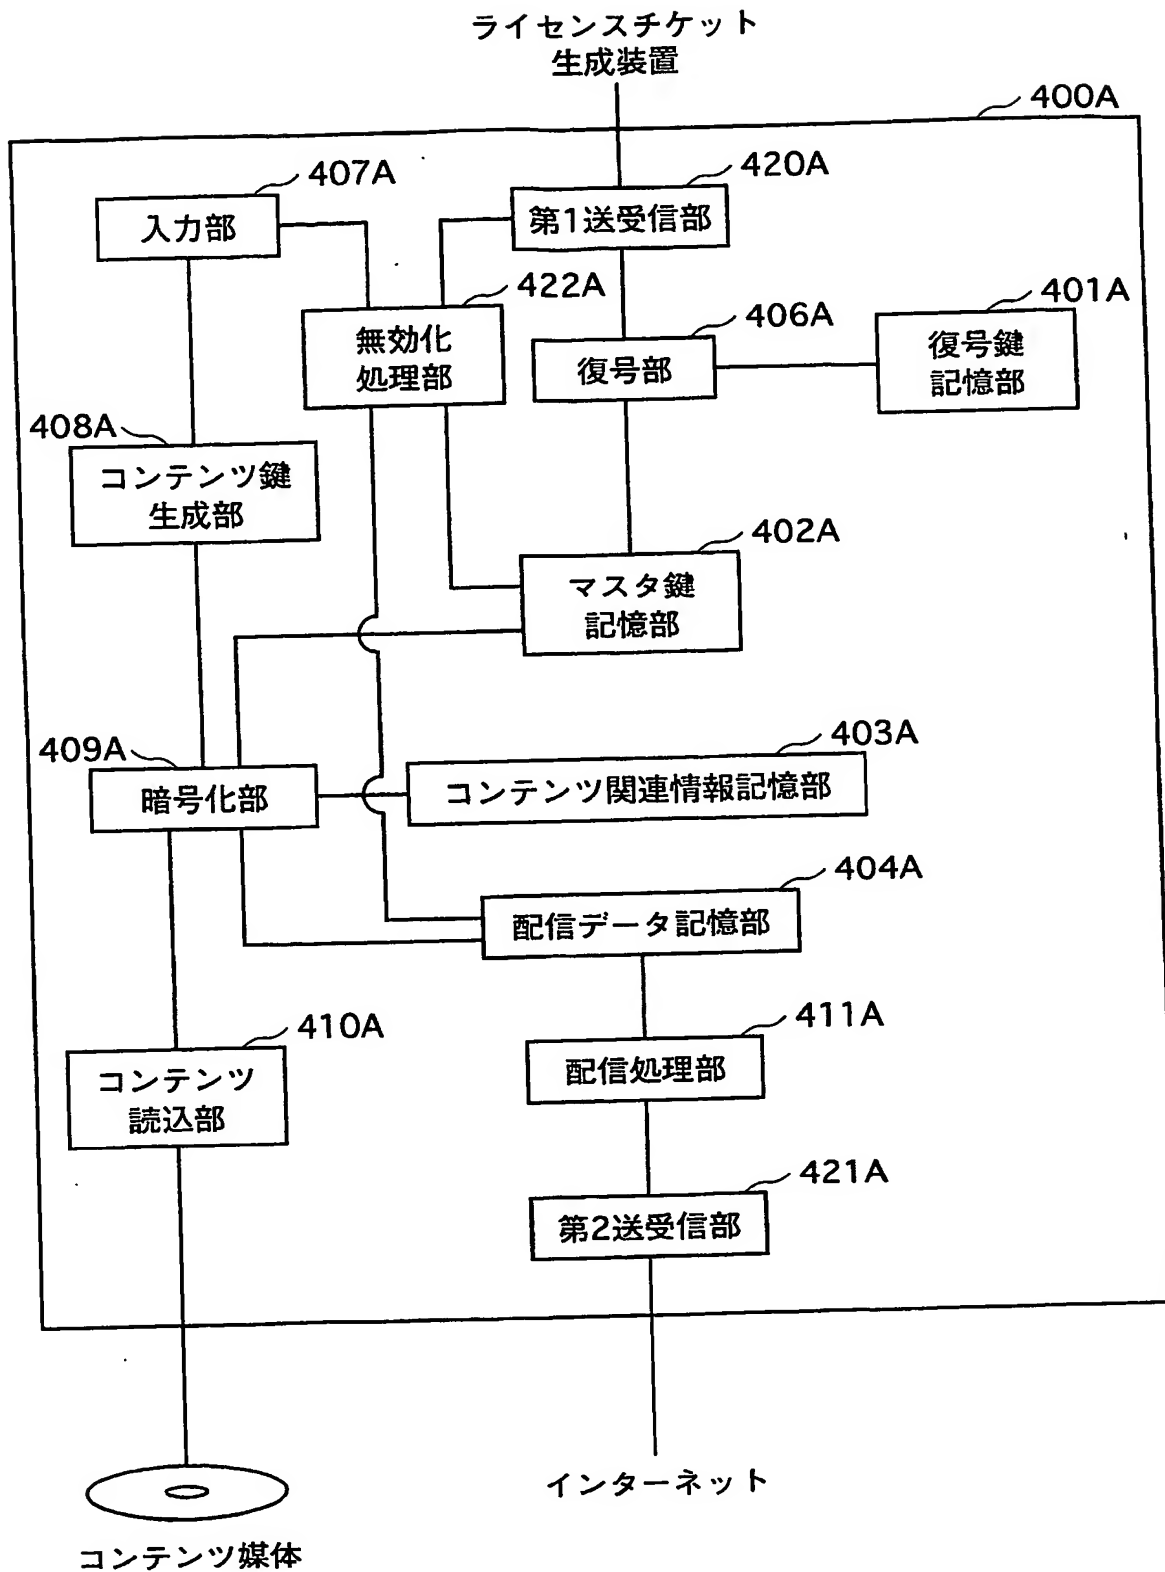 ライセンスチケット
生成装置
400A
407A
入力部
420A
第1送受信部
422A
無効化
処理部
406A
復号部
401A
復号鍵
記憶部
408A
コンテンツ鍵
生成部
402A
マスタ鍵
記憶部
409A
暗号化部
403A
コンテンツ関連情報記憶部
404A
配信データ記憶部
410A
コンテンツ
読込部
411A
配信処理部
421A
第2送受信部
インターネット
コンテンツ媒体